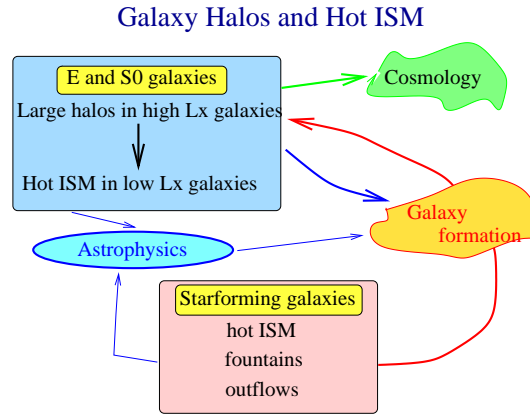 Galaxy Halos and Hot ISM
E and S0 galaxies
Large halos in high Lx galaxies
Hot ISM in low Lx galaxies
Cosmology
Galaxy
formation
Astrophysics
Starforming galaxies
hot ISM
fountains
outflows